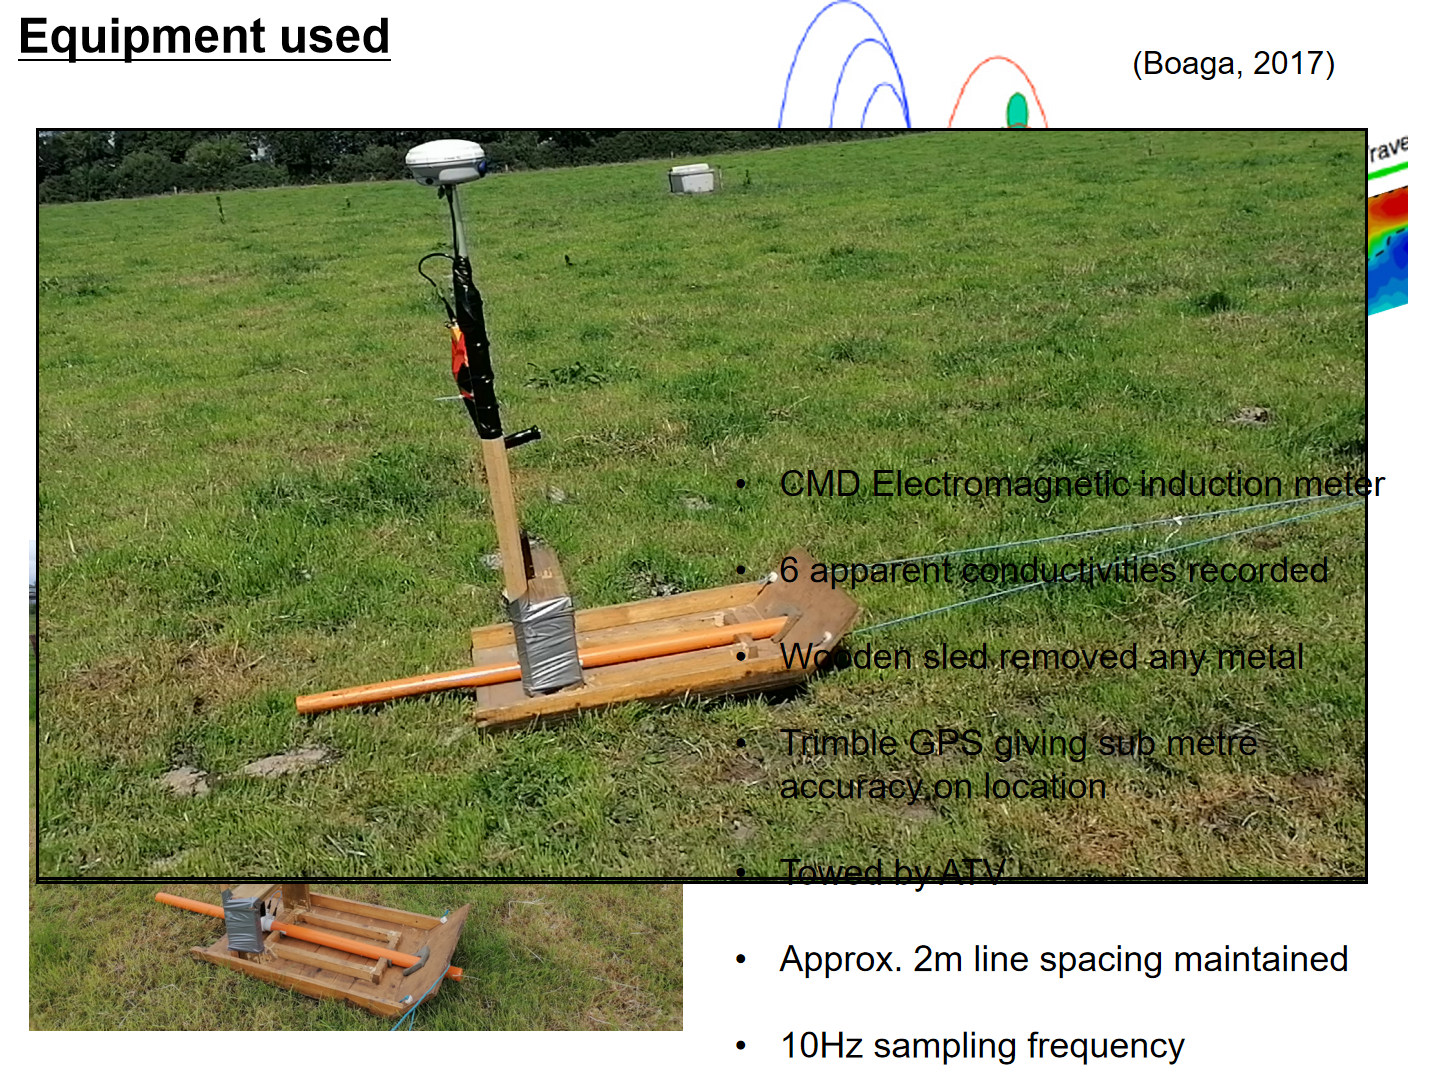 Equipment used
(Boaga, 2017)
• CMD Electromagnetic induction meter
• 6 apparent conductivities recorded
• Wooden sled removed any metal
• Trimble GPS giving sub metre
accuracy on location
• Towed by ATV
• Approx. 2m line spacing maintained
• 10Hz sampling frequency